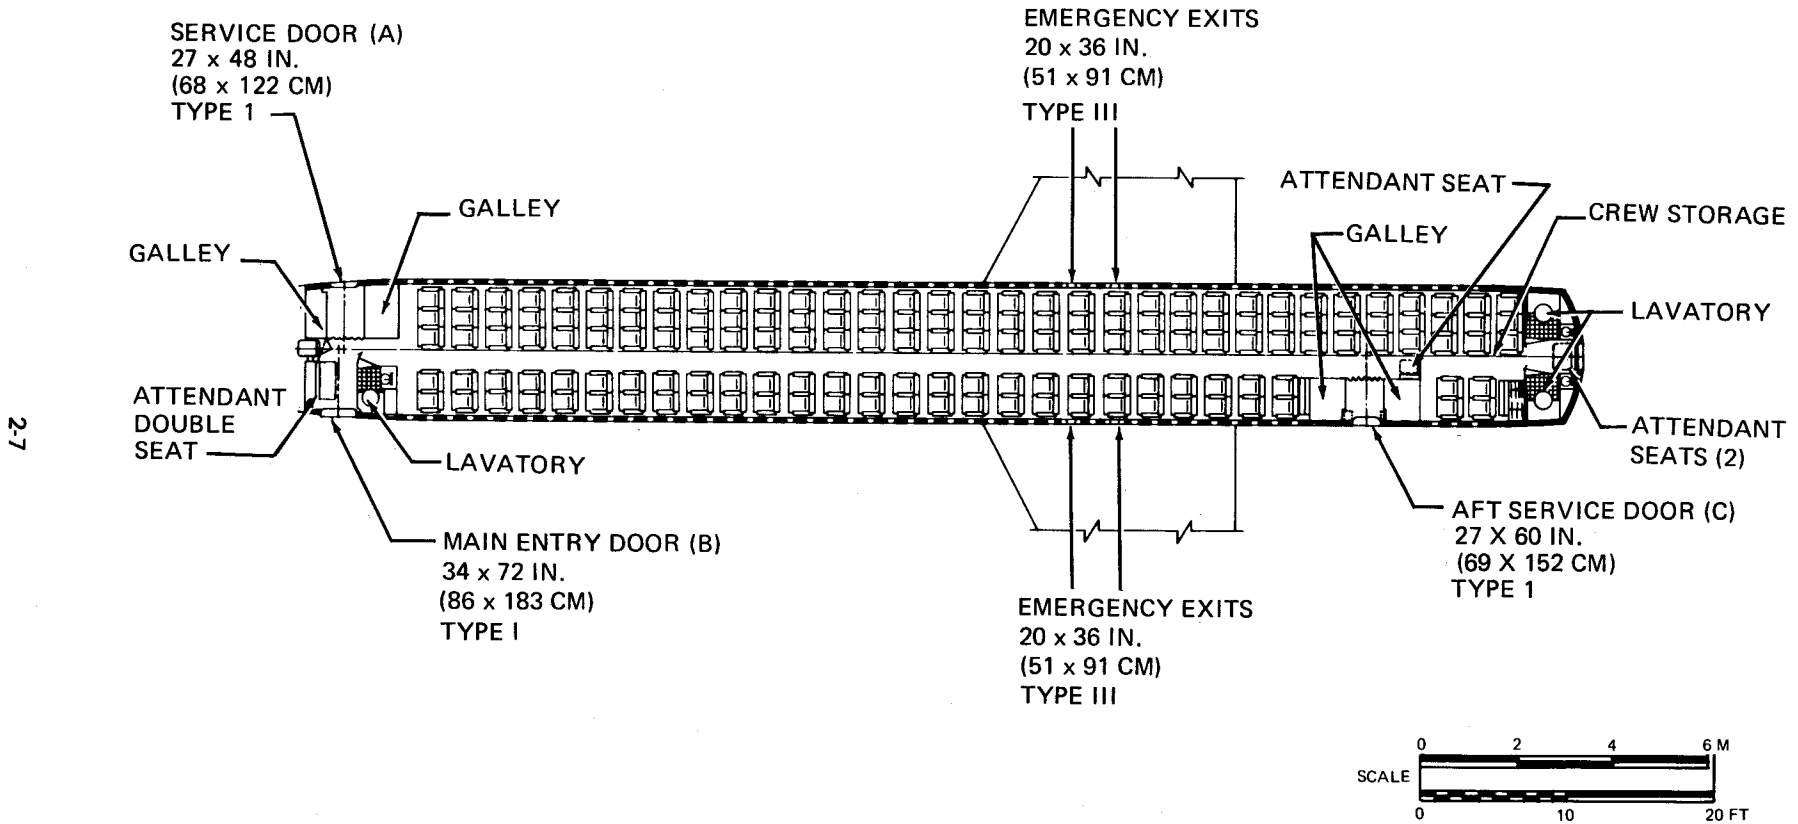 SERVICE DOOR (A)
27 x 48 IN.
(68 x 122 CM)
TYPE 1
EMERGENCY EXITS
20 x 36 IN.
(51 x 91 CM)
TYPE III
ATTENDANT SEAT
GALLEY
CREW STORAGE
GALLEY
GALLEY
LAVATORY
ATTENDANT
DOUBLE
SEAT
LAVATORY
ATTENDANT
SEATS (2)
2-7
MAIN ENTRY DOOR (B)
34 x 72 IN.
(86 x 183 CM)
TYPE I
AFT SERVICE DOOR (C)
27 X 60 IN.
(69 X 152 CM)
TYPE 1
EMERGENCY EXITS
20 x 36 IN.
(51 x 91 CM)
TYPE III
0 2 4 6 M
SCALE
0 10 20 FT